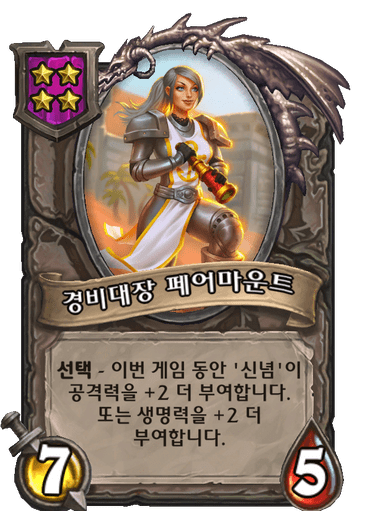 경비대장 페어마운트
선택 - 이번 게임 동안 '신념'이
공격력을 +2 더 부여합니다.
또는 생명력을 +2 더
부여합니다.
7
5